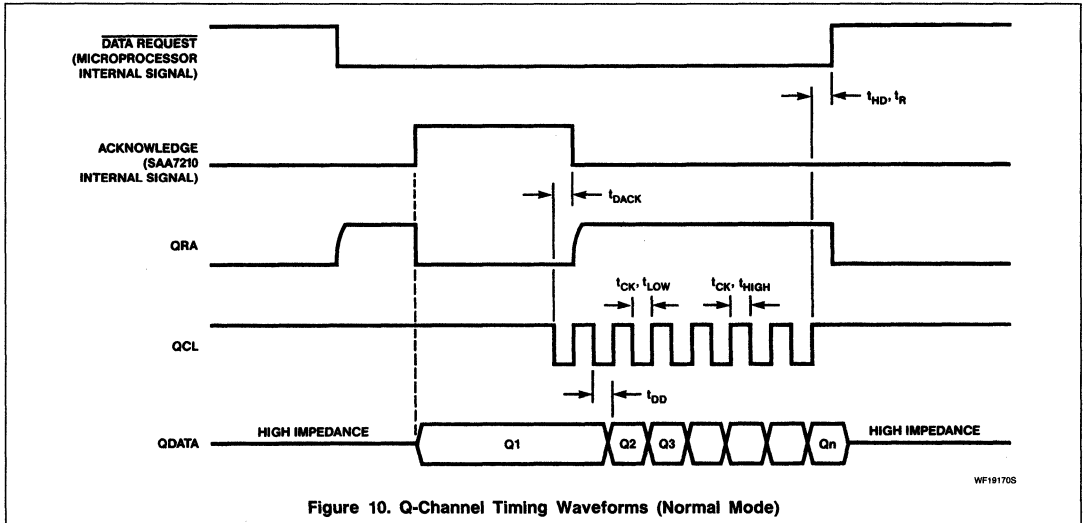 DATA REQUEST
(MICROPROCESSOR
INTERNAL SIGNAL)
tHD, tR
ACKNOWLEDGE
(SAA7210
INTERNAL SIGNAL)
tDACK
QRA
tCK, tLOW
tCK, tHIGH
QCL
tDD
QDATA
HIGH IMPEDANCE
Q1
Q2
Q3
Qn
HIGH IMPEDANCE
WF19170S
Figure 10. Q-Channel Timing Waveforms (Normal Mode)